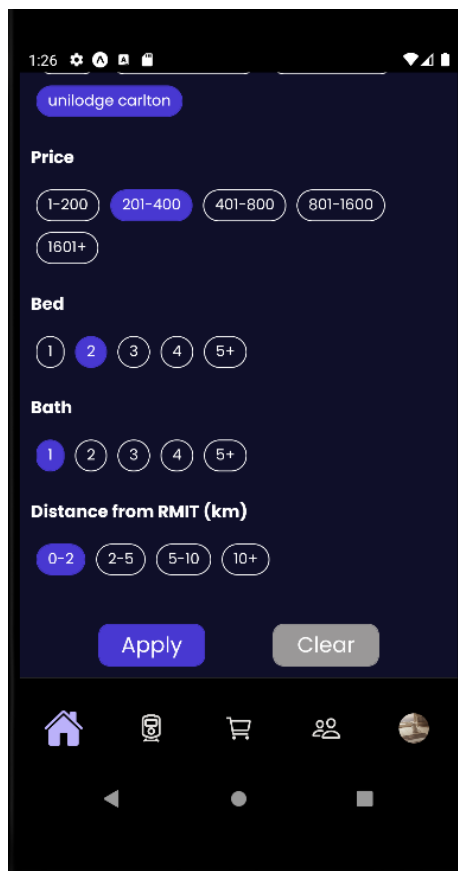 1:26
unilodge carlton
Price
1-200 201-400 401-800 801-1600
1601+
Bed
1 2 3 4 5+
Bath
1 2 3 4 5+
Distance from RMIT (km)
0-2 2-5 5-10 10+
Apply Clear